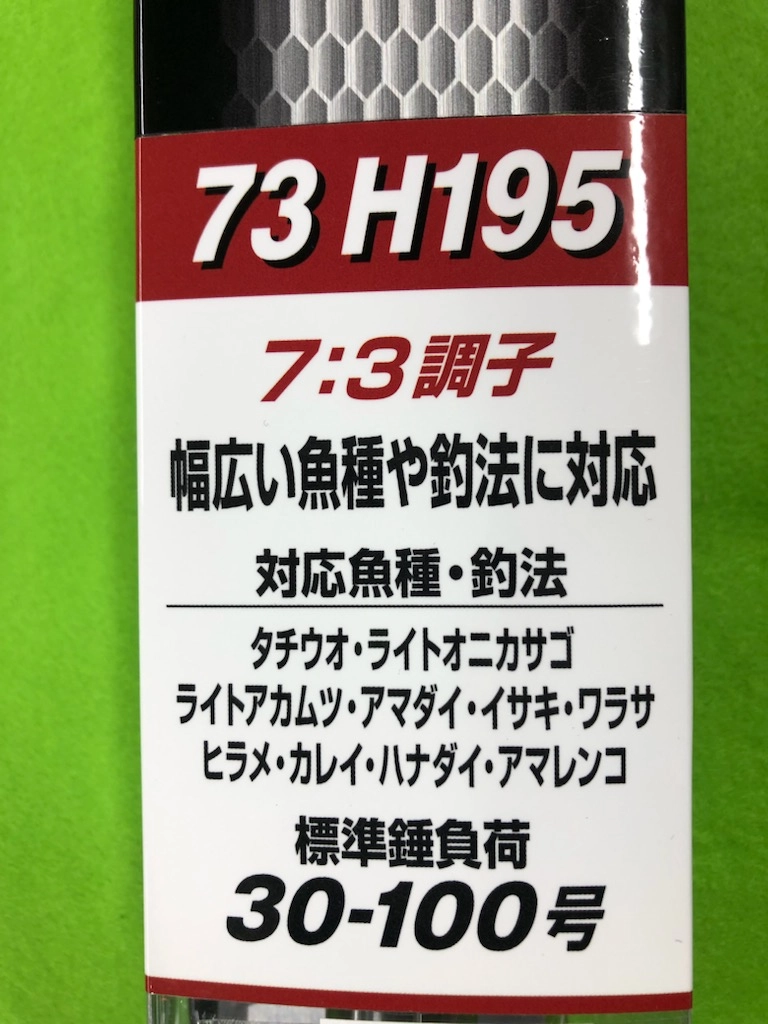 73 H195
7:3調子
幅広い魚種や釣法に対応
対応魚種・釣法
タチウオ・ライトオニカサゴ
ライトアカムツ・アマダイ・イサキ・ワラサ
ヒラメ・カレイ・ハナダイ・アマレンコ
標準錘負荷
30-100号